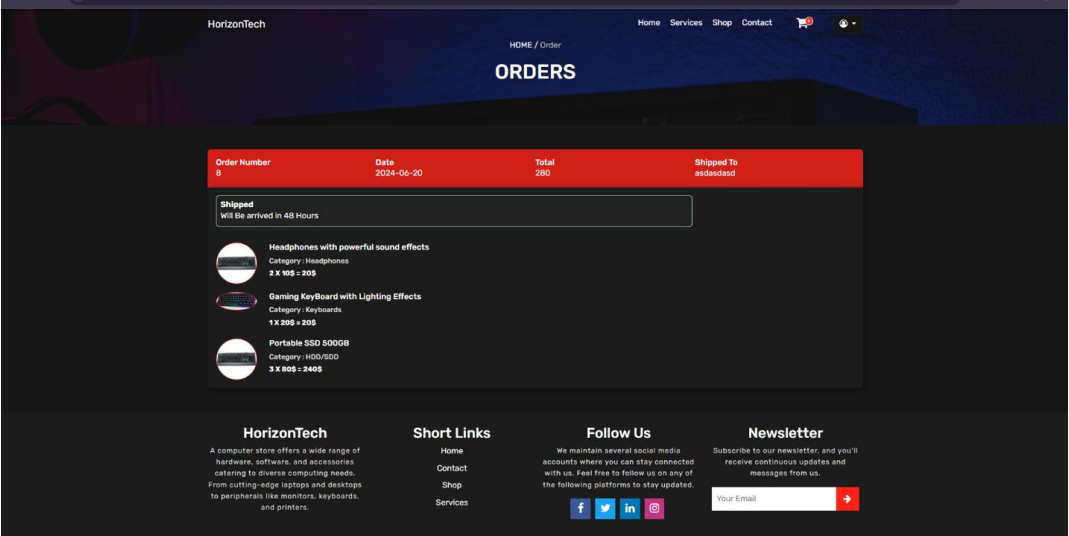 HorizonTech
Home Services Shop Contact 0
HOME / Order
ORDERS
Order Number Date Total Shipped To
8 2024-06-20 280 asdasdasd
Shipped
Will Be arrived in 48 Hours
Headphones with powerful sound effects
Category : Headphones
2 X 10$ = 20$
Gaming KeyBoard with Lighting Effects
Category : Keyboards
1 X 20$ = 20$
Portable SSD 500GB
Category : HDD/SDD
3 X 80$ = 240$
HorizonTech
A computer store offers a wide range of
hardware, software, and accessories
catering to diverse computing needs.
From cutting-edge laptops and desktops
to peripherals like monitors, keyboards,
and printers.
Short Links
Home
Contact
Shop
Services
Follow Us
We maintain several social media
accounts where you can stay connected
with us. Feel free to follow us on any of
the following platforms to stay updated.
f in
Newsletter
Subscribe to our newsletter, and you'll
receive continuous updates and
messages from us.
Your Email